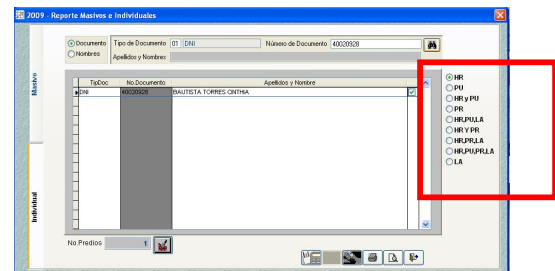 2009 - Reporte Masivos e Individuales
Documento
Nombres
Tipo de Documento 01 DNI
Número de Documento 40020928
Apellidos y Nombres
Masivo
Individual
TipDoc No.Documento Apellidos y Nombre
DNI 40020928 BAUTISTA TORRES CINTHIA
HR
PU
HR y PU
PR
HR,PU,LA
HR Y PR
HR,PR,LA
HR,PU,PR,LA
LA
No.Predios 1